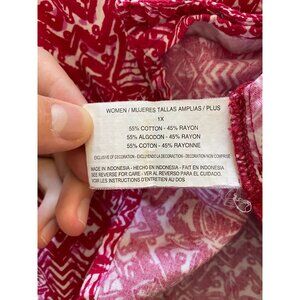 WOMEN / MUJERES TALLAS AMPLIAS / PLUS
1X
55% COTTON - 45% RAYON
55% ALGODON - 45% RAYON
55% COTON - 45% RAYONNE
EXCLUSIVE OF DECORATION - EXCLUYENDO LA DECORACION - DECORATION NON COMPRISE
MADE IN INDONESIA - HECHO EN INDONESIA - FAIT EN INDONESIE
SEE REVERSE FOR CARE - VER AL REVERSO PARA EL CUIDADO.
VOIR LES INSTRUCTIONS D'ENTRETIEN AU DOS